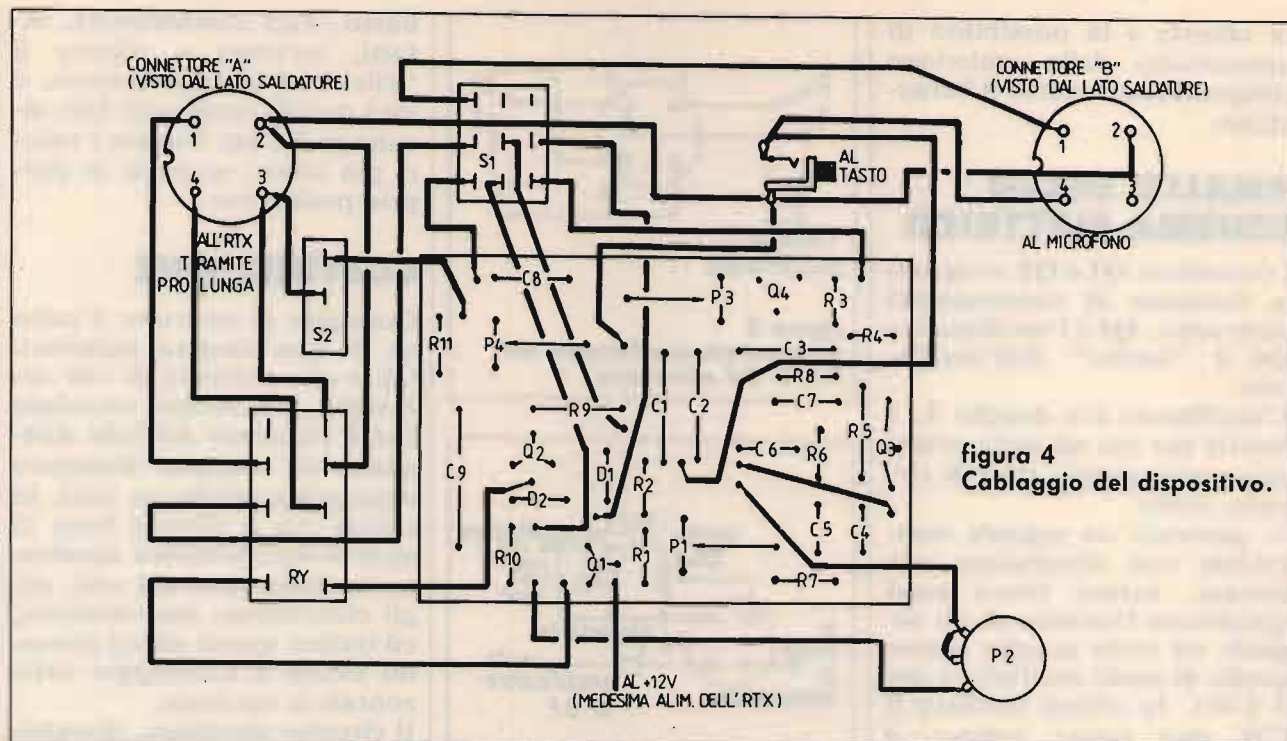 CONNETTORE "A"
(VISTO DAL LATO SALDATURE)
1
2
4
3
ALL'RTX
TRAMITE
PROLUNGA
S1
S2
RY
AL
TASTO
CONNETTORE "B"
(VISTO DAL LATO SALDATURE)
1
2
4
3
AL MICROFONO
C8
P3
Q4
R3
R4
R11
P4
C3
R8
C7
R9
C1
C2
R5
C9
Q2
D1
C6
R6
Q3
D2
R2
R10
Q1
R1
P1
C5
C4
R7
P2
AL +12V
(MEDESIMA ALIM. DELL'RTX)
figura 4
Cablaggio del dispositivo.